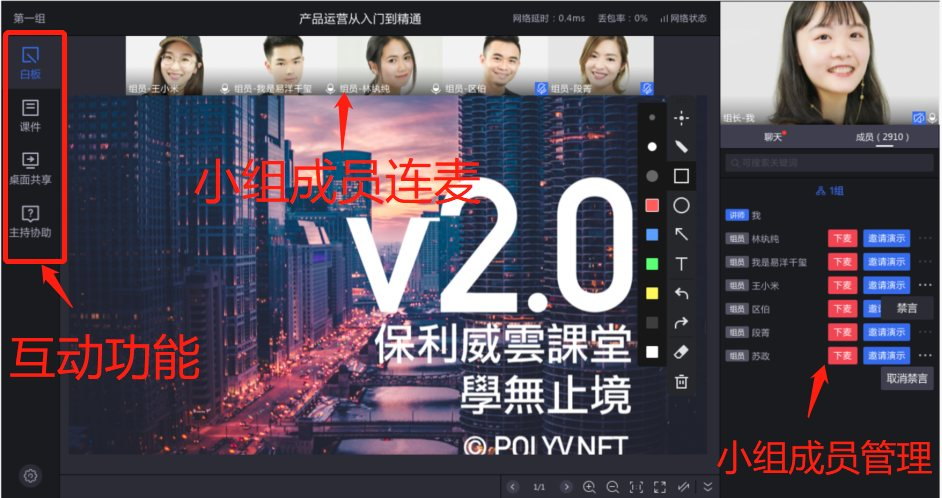 第一组
产品运营从入门到精通
网络延时：0.4ms 丢包率：0% 网络状态
白板
课件
桌面共享
主持协助
互动功能
组员-王小米
组员-我是易洋千玺
组员-林纨纯
组员-区伯
组员-段菁
小组成员连麦
v2.0
保利威雲課堂
學無止境
©POLYV.NET
1/1
组长-我
聊天
成员（2910）
可搜索关键词
1组
讲师 我
组员 林纨纯 下麦 邀请演示
组员 我是易洋千玺 下麦 邀请演示
组员 王小米 下麦 邀请演示
组员 区伯 下麦 邀
禁言
组员 段菁 下麦 邀请演示
组员 苏政 下麦 邀请演示
取消禁言
小组成员管理